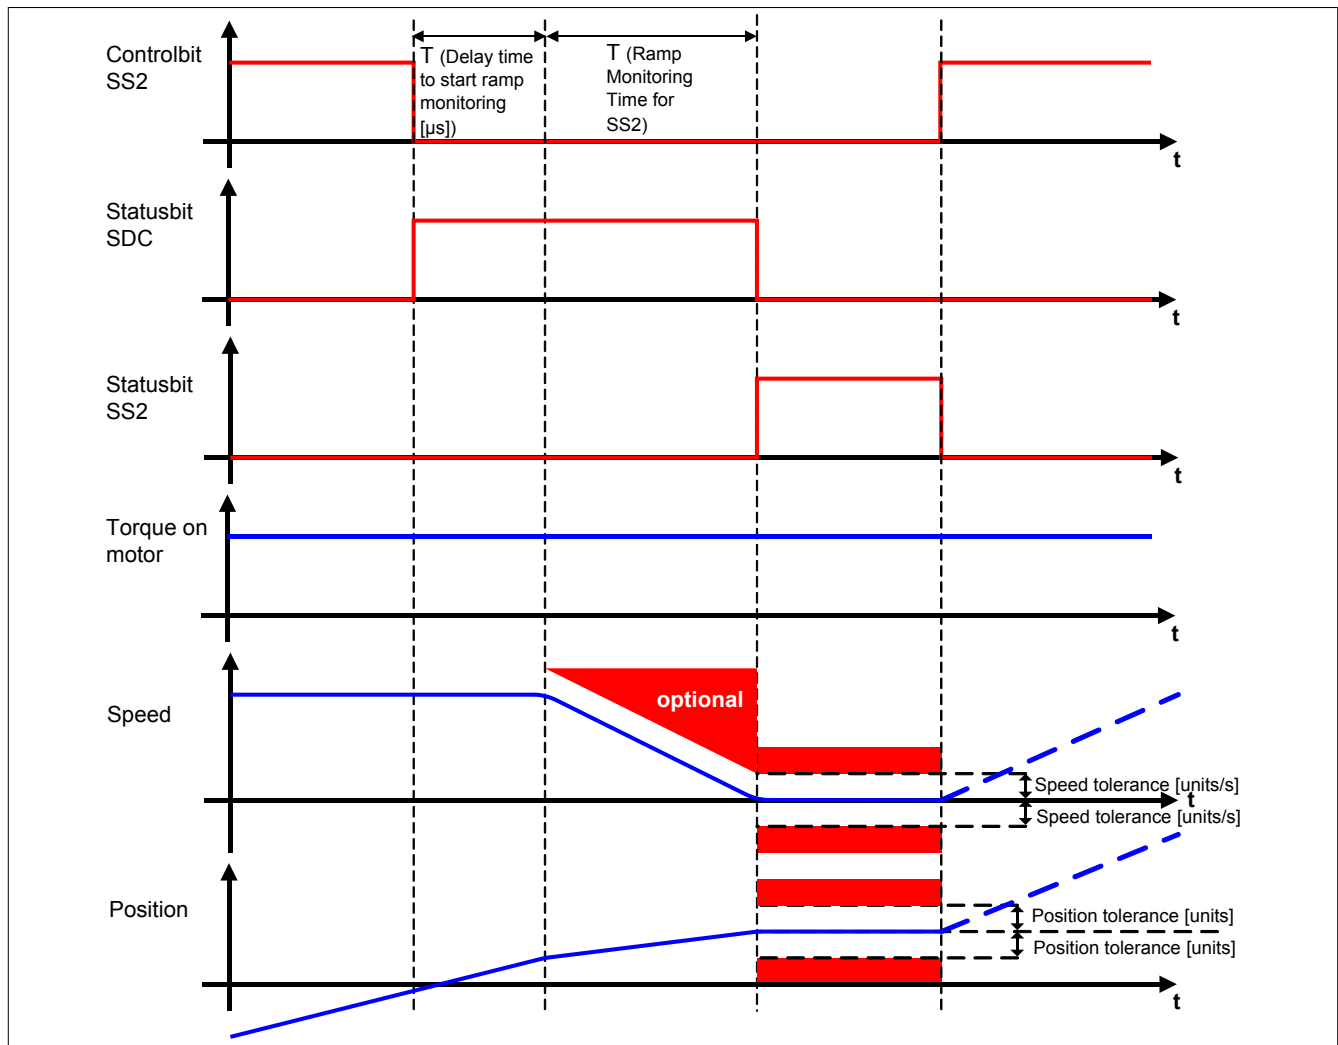 Controlbit
SS2
T (Delay time
to start ramp
monitoring
[µs])
T (Ramp
Monitoring
Time for
SS2)
t
Statusbit
SDC
t
Statusbit
SS2
t
Torque on
motor
t
Speed
optional
Speed tolerance [units/s]
t
Speed tolerance [units/s]
Position
Position tolerance [units]
Position tolerance [units]
t